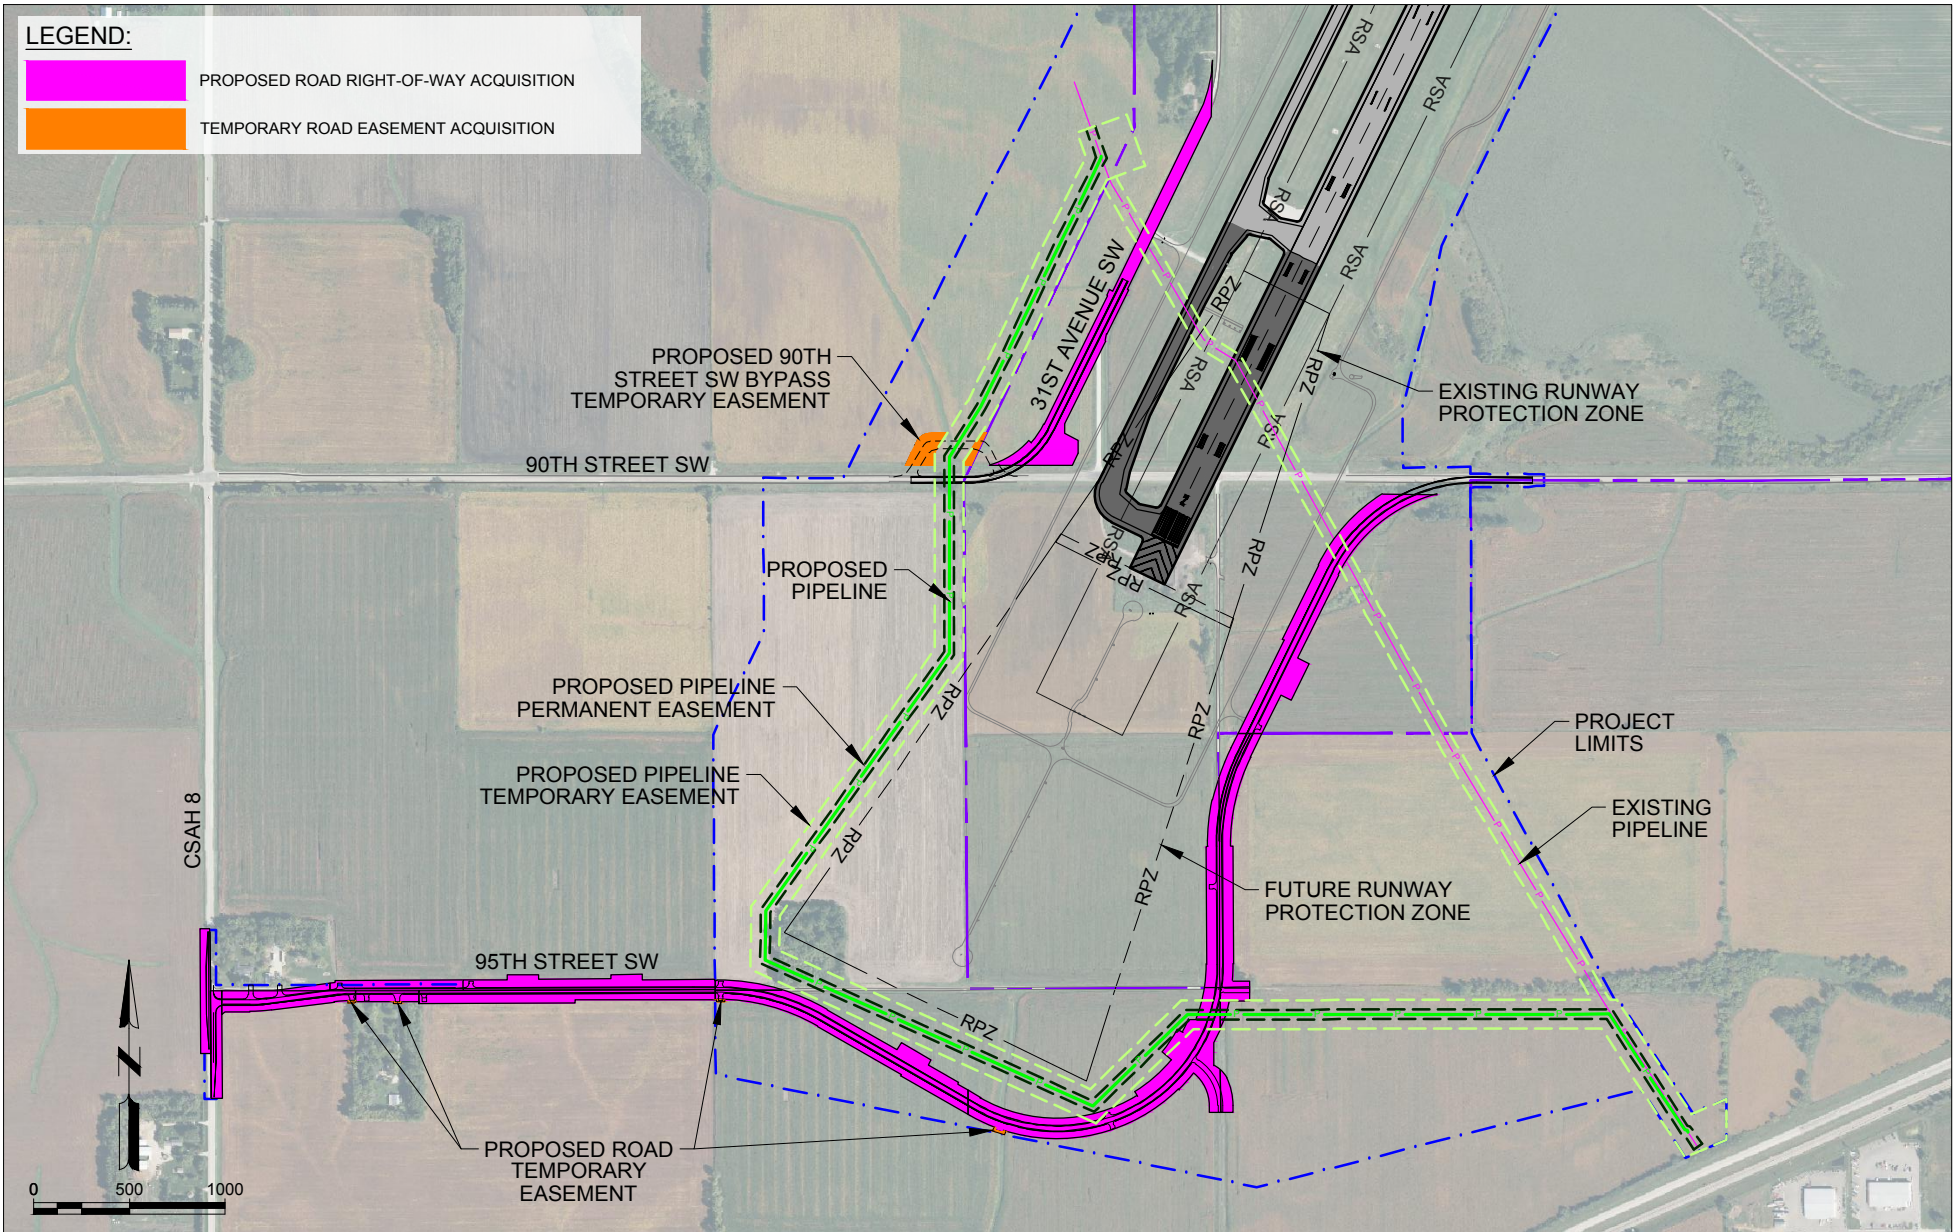 LEGEND:
PROPOSED ROAD RIGHT-OF-WAY ACQUISITION
TEMPORARY ROAD EASEMENT ACQUISITION
RSA
RSA
RSA
RSA
RSA
31ST AVENUE SW
RPZ
RSA
RPZ
RSA
PROPOSED 90TH
STREET SW BYPASS
TEMPORARY EASEMENT
EXISTING RUNWAY
PROTECTION ZONE
90TH STREET SW
RPZ
2
RSA
RPZ
RPZ
RPZ
RPZ
RSA
PROPOSED
PIPELINE
PROPOSED PIPELINE
PERMANENT EASEMENT
RPZ
RPZ
PROJECT
LIMITS
PROPOSED PIPELINE
TEMPORARY EASEMENT
EXISTING
PIPELINE
CSAH 8
RPZ
RPZ
FUTURE RUNWAY
PROTECTION ZONE
95TH STREET SW
RPZ
N
PROPOSED ROAD
TEMPORARY
EASEMENT
0 500 1000
P P P P P P P P P P P